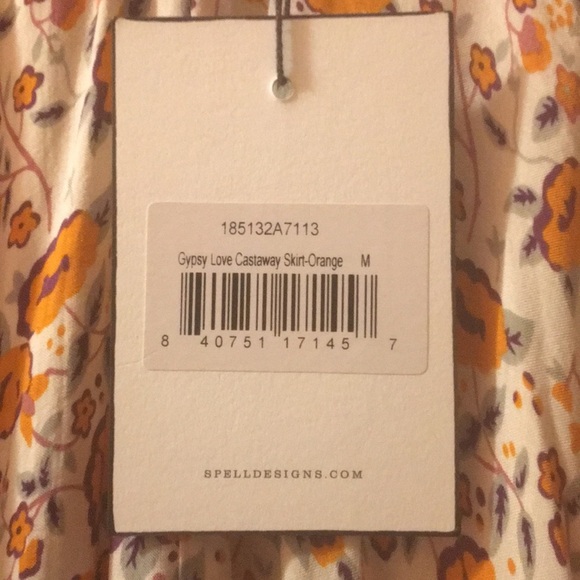 185132A7113
Gypsy Love Castaway Skirt-Orange M
8 40751 17145 7
SPELLDESIGNS.COM